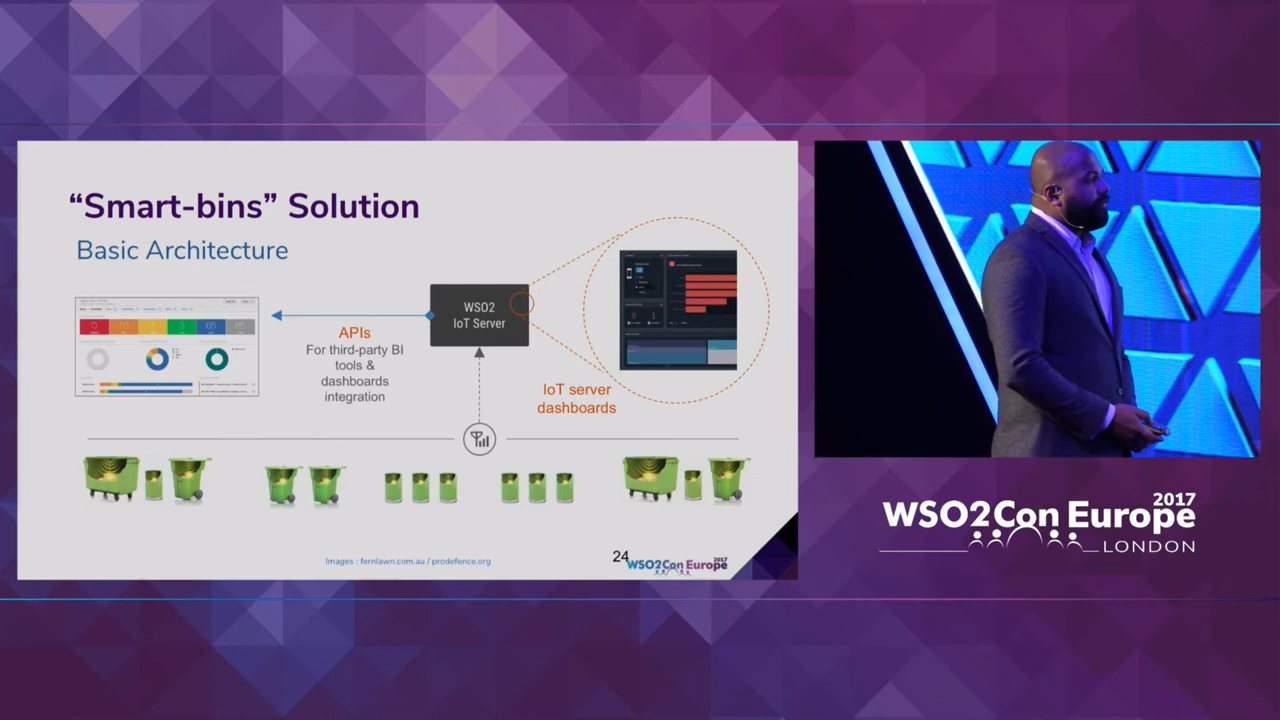 “Smart-bins” Solution
Basic Architecture
WSO2
IoT Server
APIs
For third-party BI
tools &
dashboards
integration
IoT server
dashboards
Images : fernlawn.com.au / prodefence.org
24
WSO2Con Europe 2017
2017
WSO2Con Europe
LONDON